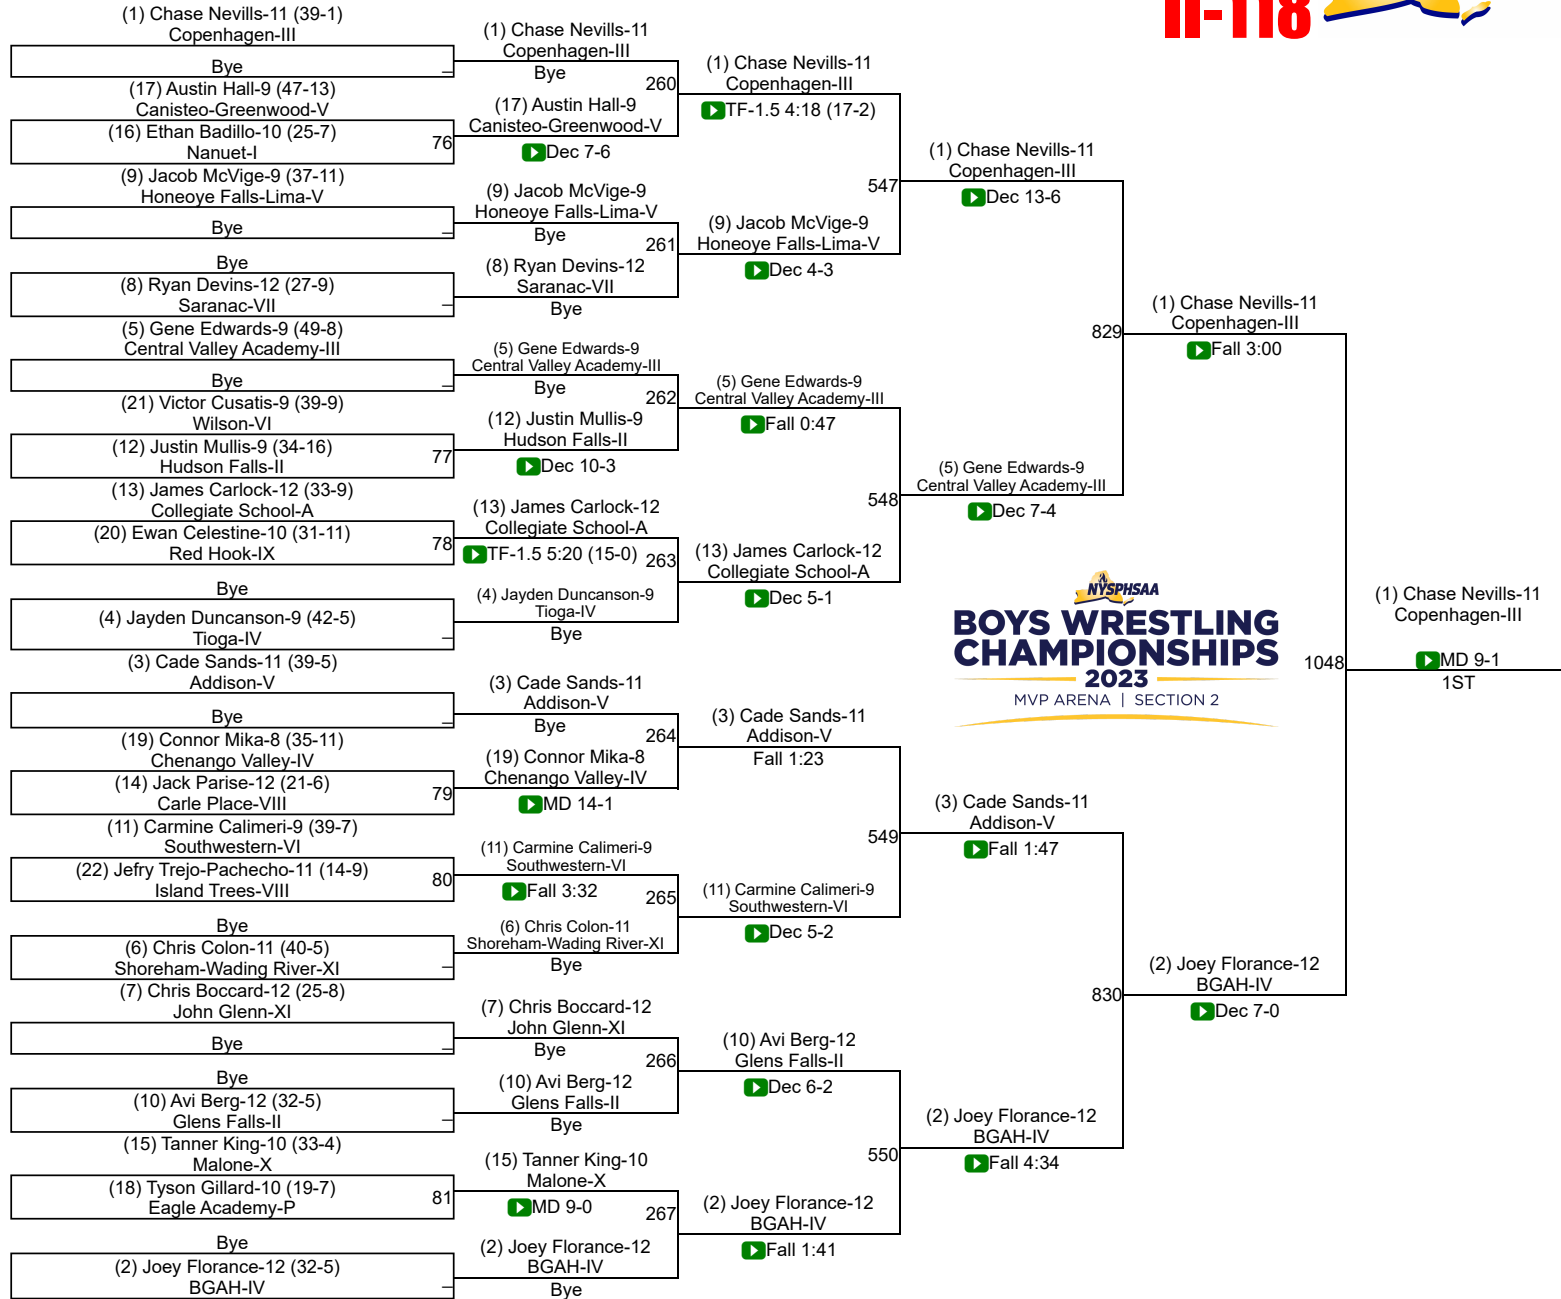 II-118
(1) Chase Nevills-11 (39-1)
Copenhagen-III
Bye
(17) Austin Hall-9 (47-13)
Canisteo-Greenwood-V
(16) Ethan Badillo-10 (25-7)
Nanuet-I
76
(9) Jacob McVige-9 (37-11)
Honeoye Falls-Lima-V
Bye
Bye
(8) Ryan Devins-12 (27-9)
Saranac-VII
(5) Gene Edwards-9 (49-8)
Central Valley Academy-III
Bye
(21) Victor Cusatis-9 (39-9)
Wilson-VI
(12) Justin Mullis-9 (34-16)
Hudson Falls-II
77
(13) James Carlock-12 (33-9)
Collegiate School-A
(20) Ewan Celestine-10 (31-11)
Red Hook-IX
78
Bye
(4) Jayden Duncanson-9 (42-5)
Tioga-IV
(3) Cade Sands-11 (39-5)
Addison-V
Bye
(19) Connor Mika-8 (35-11)
Chenango Valley-IV
(14) Jack Parise-12 (21-6)
Carle Place-VIII
79
(11) Carmine Calimeri-9 (39-7)
Southwestern-VI
(22) Jefry Trejo-Pachecho-11 (14-9)
Island Trees-VIII
80
Bye
(6) Chris Colon-11 (40-5)
Shoreham-Wading River-XI
(7) Chris Boccard-12 (25-8)
John Glenn-XI
Bye
Bye
(10) Avi Berg-12 (32-5)
Glens Falls-II
(15) Tanner King-10 (33-4)
Malone-X
(18) Tyson Gillard-10 (19-7)
Eagle Academy-P
81
Bye
(2) Joey Florance-12 (32-5)
BGAH-IV
(1) Chase Nevills-11
Copenhagen-III
Bye
260
(17) Austin Hall-9
Canisteo-Greenwood-V
Dec 7-6
(9) Jacob McVige-9
Honeoye Falls-Lima-V
Bye
261
(8) Ryan Devins-12
Saranac-VII
Bye
(5) Gene Edwards-9
Central Valley Academy-III
Bye
262
(12) Justin Mullis-9
Hudson Falls-II
Dec 10-3
(13) James Carlock-12
Collegiate School-A
TF-1.5 5:20 (15-0)
263
(4) Jayden Duncanson-9
Tioga-IV
Bye
(3) Cade Sands-11
Addison-V
Bye
264
(19) Connor Mika-8
Chenango Valley-IV
MD 14-1
(11) Carmine Calimeri-9
Southwestern-VI
Fall 3:32
265
(6) Chris Colon-11
Shoreham-Wading River-XI
Bye
(7) Chris Boccard-12
John Glenn-XI
Bye
266
(10) Avi Berg-12
Glens Falls-II
Bye
(15) Tanner King-10
Malone-X
MD 9-0
267
(2) Joey Florance-12
BGAH-IV
Bye
(1) Chase Nevills-11
Copenhagen-III
TF-1.5 4:18 (17-2)
547
(9) Jacob McVige-9
Honeoye Falls-Lima-V
Dec 4-3
(5) Gene Edwards-9
Central Valley Academy-III
Fall 0:47
548
(13) James Carlock-12
Collegiate School-A
Dec 5-1
(3) Cade Sands-11
Addison-V
Fall 1:23
549
(11) Carmine Calimeri-9
Southwestern-VI
Dec 5-2
(10) Avi Berg-12
Glens Falls-II
Dec 6-2
550
(2) Joey Florance-12
BGAH-IV
Fall 1:41
(1) Chase Nevills-11
Copenhagen-III
Dec 13-6
829
(5) Gene Edwards-9
Central Valley Academy-III
Dec 7-4
(3) Cade Sands-11
Addison-V
Fall 1:47
830
(2) Joey Florance-12
BGAH-IV
Fall 4:34
(1) Chase Nevills-11
Copenhagen-III
Fall 3:00
NYSPHSAA
BOYS WRESTLING
CHAMPIONSHIPS
2023
MVP ARENA | SECTION 2
1048
(2) Joey Florance-12
BGAH-IV
Dec 7-0
(1) Chase Nevills-11
Copenhagen-III
MD 9-1
1ST